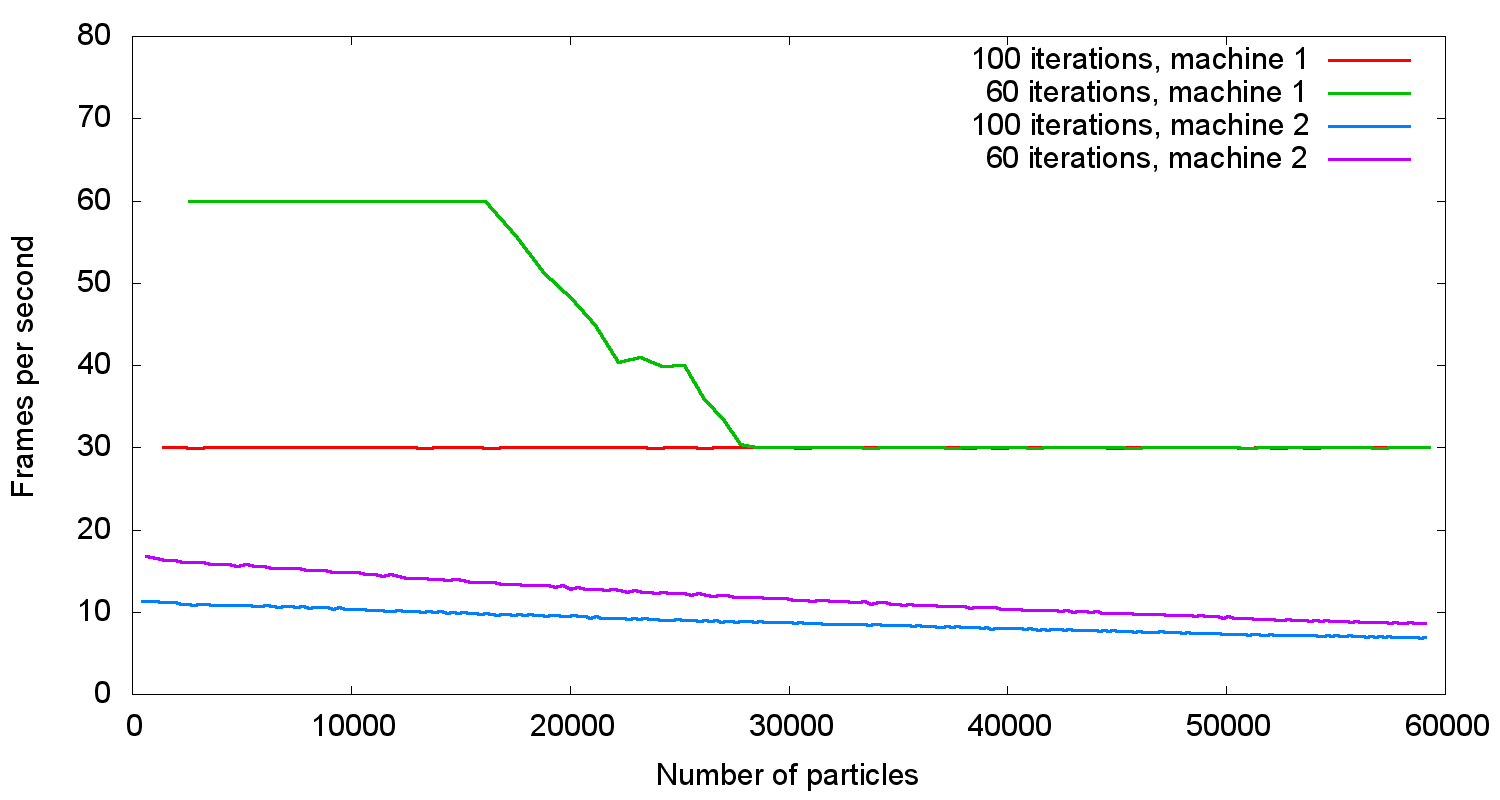 80
70
60
50
40
30
20
10
0
Frames per second
100 iterations, machine 1
60 iterations, machine 1
100 iterations, machine 2
60 iterations, machine 2
0 10000 20000 30000 40000 50000 60000
Number of particles